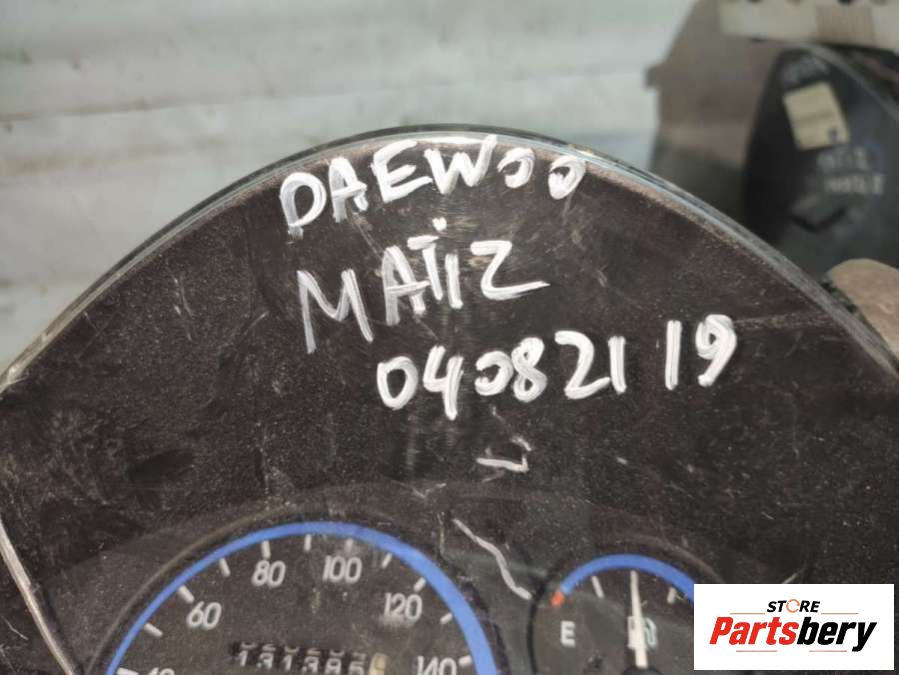 DAEWOO
MATIZ
04082119
80
100
60
120
140
E
STORE
Partsbery